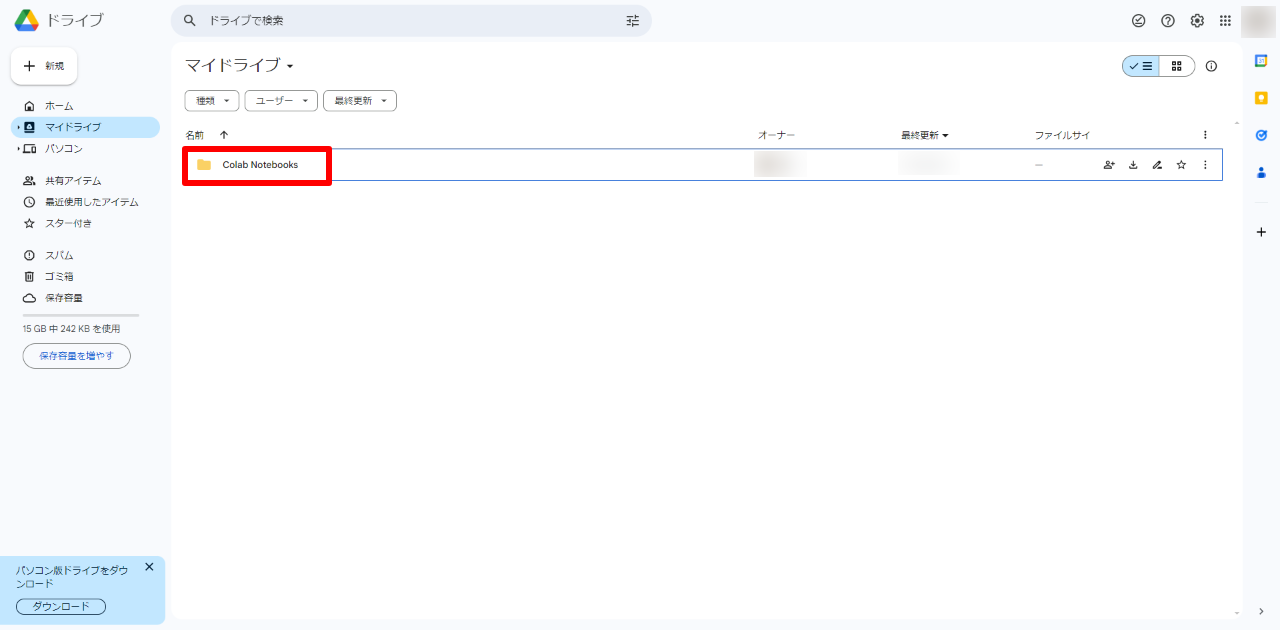 ドライブ
ドライブで検索
新規
ホーム
マイドライブ
パソコン
共有アイテム
最近使用したアイテム
スター付き
スパム
ゴミ箱
保存容量
15 GB 中 242 KB を使用
保存容量を増やす
パソコン版ドライブをダウ
ンロード
ダウンロード
マイドライブ
種類 ユーザー 最終更新
名前 オーナー 最終更新 ファイルサイ
Colab Notebooks —
31